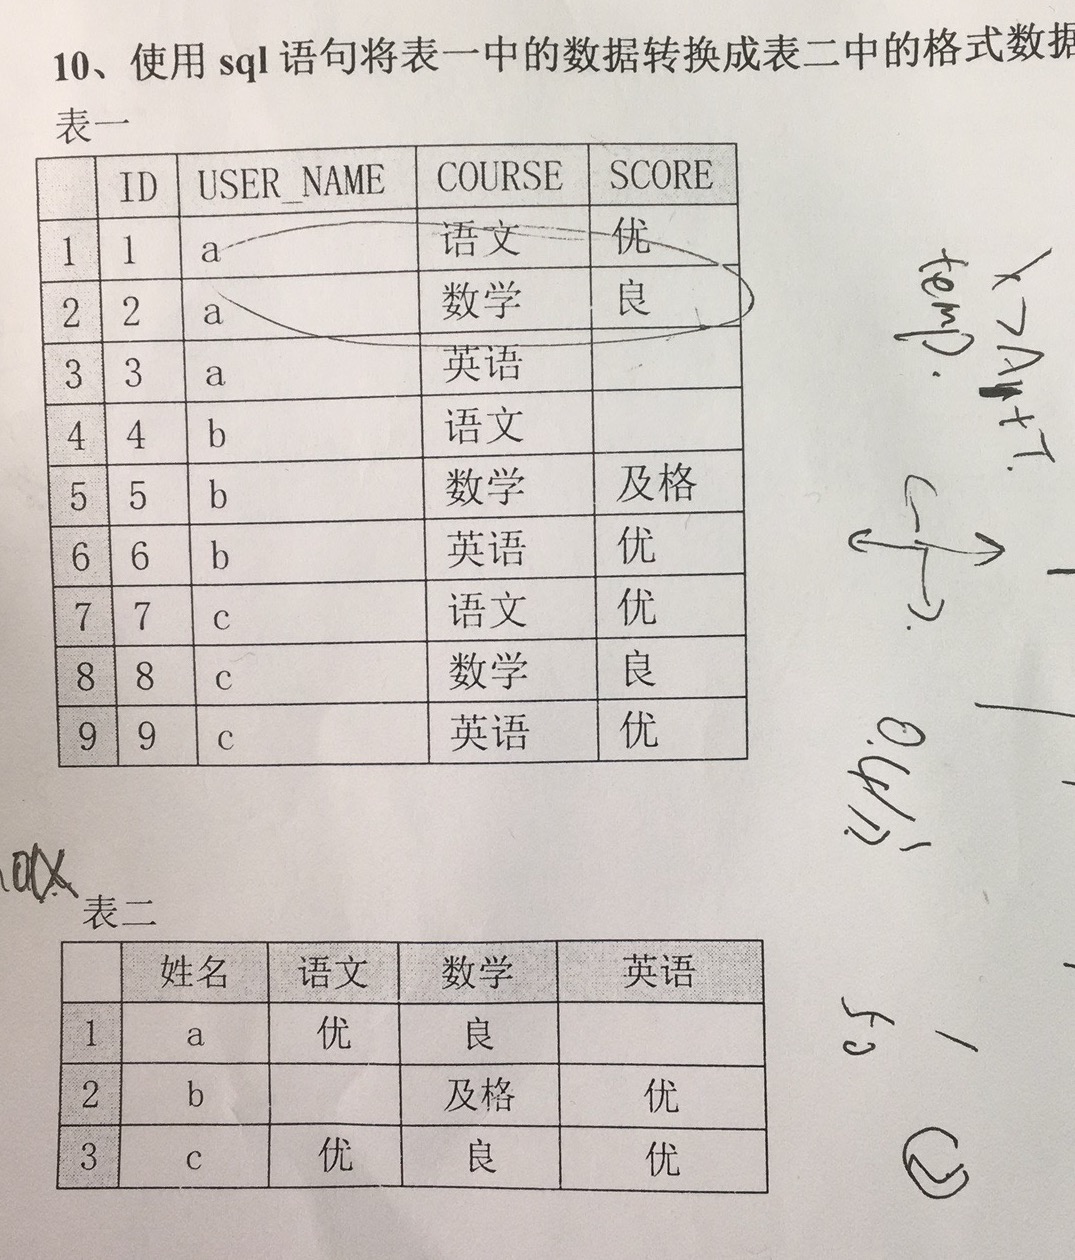 10、使用 sql 语句将表一中的数据转换成表二中的格式数据
表一
ID USER_NAME COURSE SCORE
1 1 a 语文 优
2 2 a 数学 良
3 3 a 英语
4 4 b 语文
5 5 b 数学 及格
6 6 b 英语 优
7 7 c 语文 优
8 8 c 数学 良
9 9 c 英语 优
表二
姓名 语文 数学 英语
1 a 优 良
2 b 及格 优
3 c 优 良 优
temp.